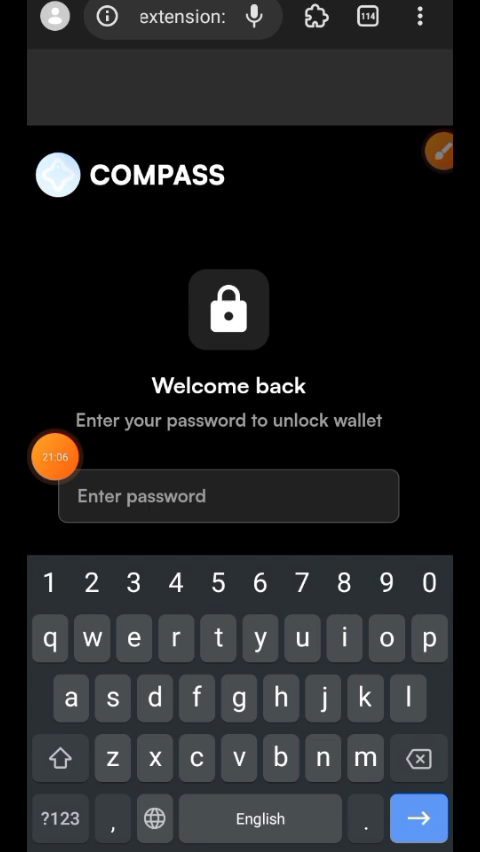 extension:
114
COMPASS
Welcome back
Enter your password to unlock wallet
21:06
Enter password
1 2 3 4 5 6 7 8 9 0
q w e r t y u i o p
a s d f g h j k l
z x c v b n m
?123 , English .